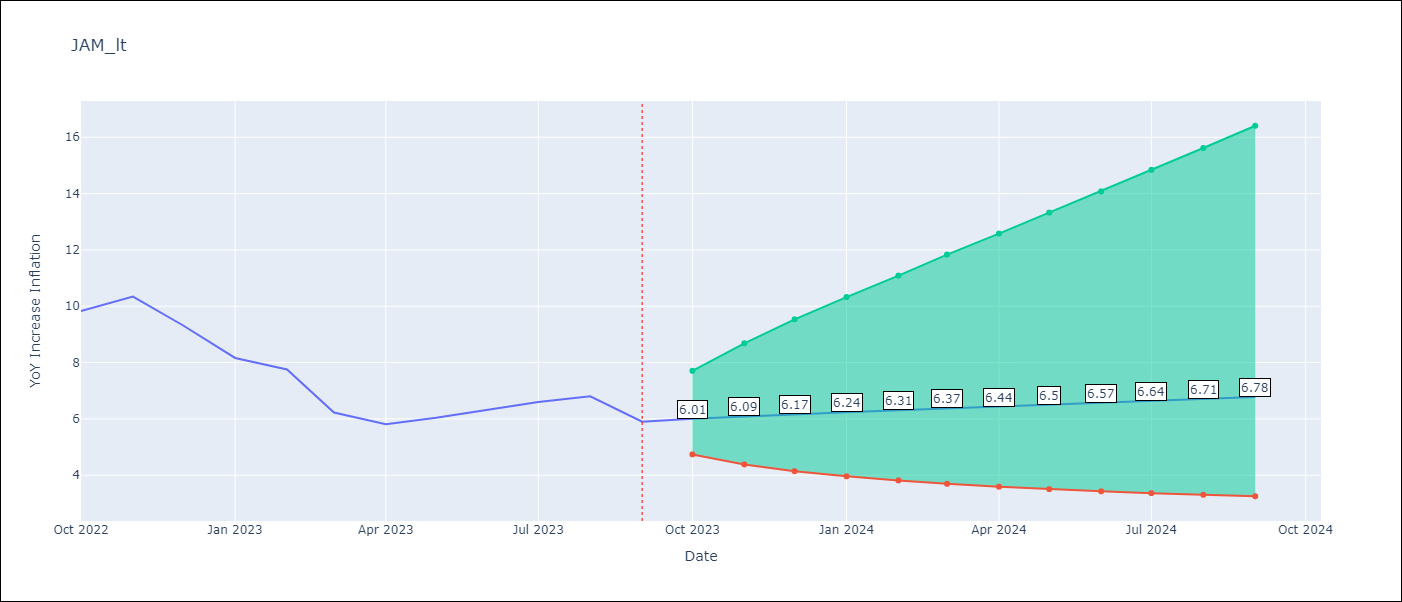 JAM_lt
YoY Increase Inflation
16
14
12
10
8
6
4
6.01
6.09
6.17
6.24
6.31
6.37
6.44
6.5
6.57
6.64
6.71
6.78
Oct 2022
Jan 2023
Apr 2023
Jul 2023
Oct 2023
Jan 2024
Apr 2024
Jul 2024
Oct 2024
Date